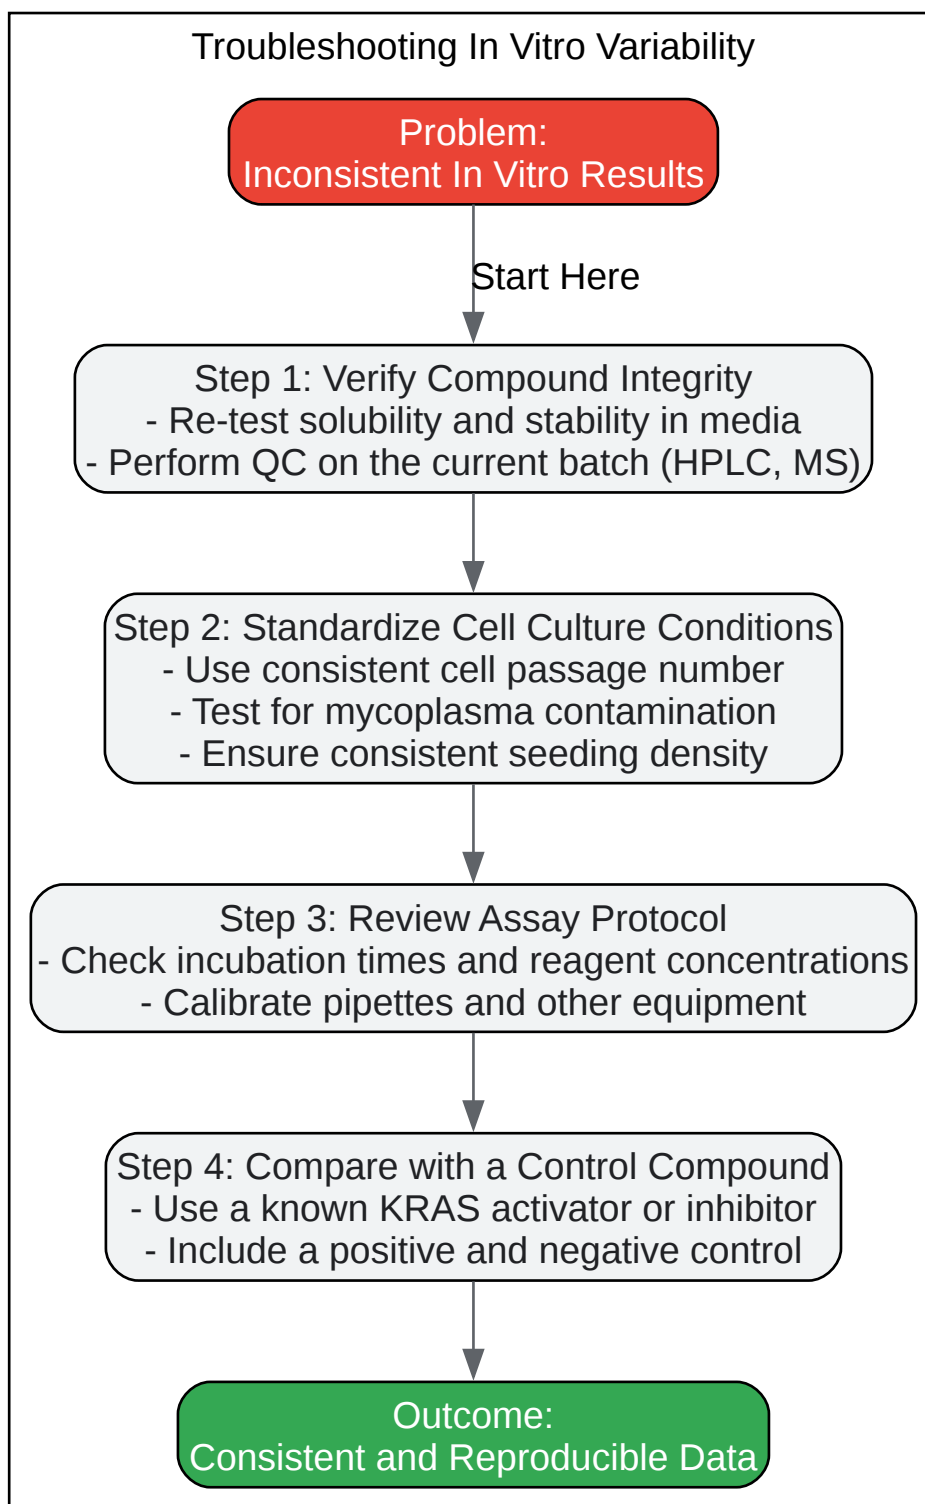 Troubleshooting In Vitro Variability
Problem:
Inconsistent In Vitro Results
Start Here
Step 1: Verify Compound Integrity
- Re-test solubility and stability in media
- Perform QC on the current batch (HPLC, MS)
Step 2: Standardize Cell Culture Conditions
- Use consistent cell passage number
- Test for mycoplasma contamination
- Ensure consistent seeding density
Step 3: Review Assay Protocol
- Check incubation times and reagent concentrations
- Calibrate pipettes and other equipment
Step 4: Compare with a Control Compound
- Use a known KRAS activator or inhibitor
- Include a positive and negative control
Outcome:
Consistent and Reproducible Data